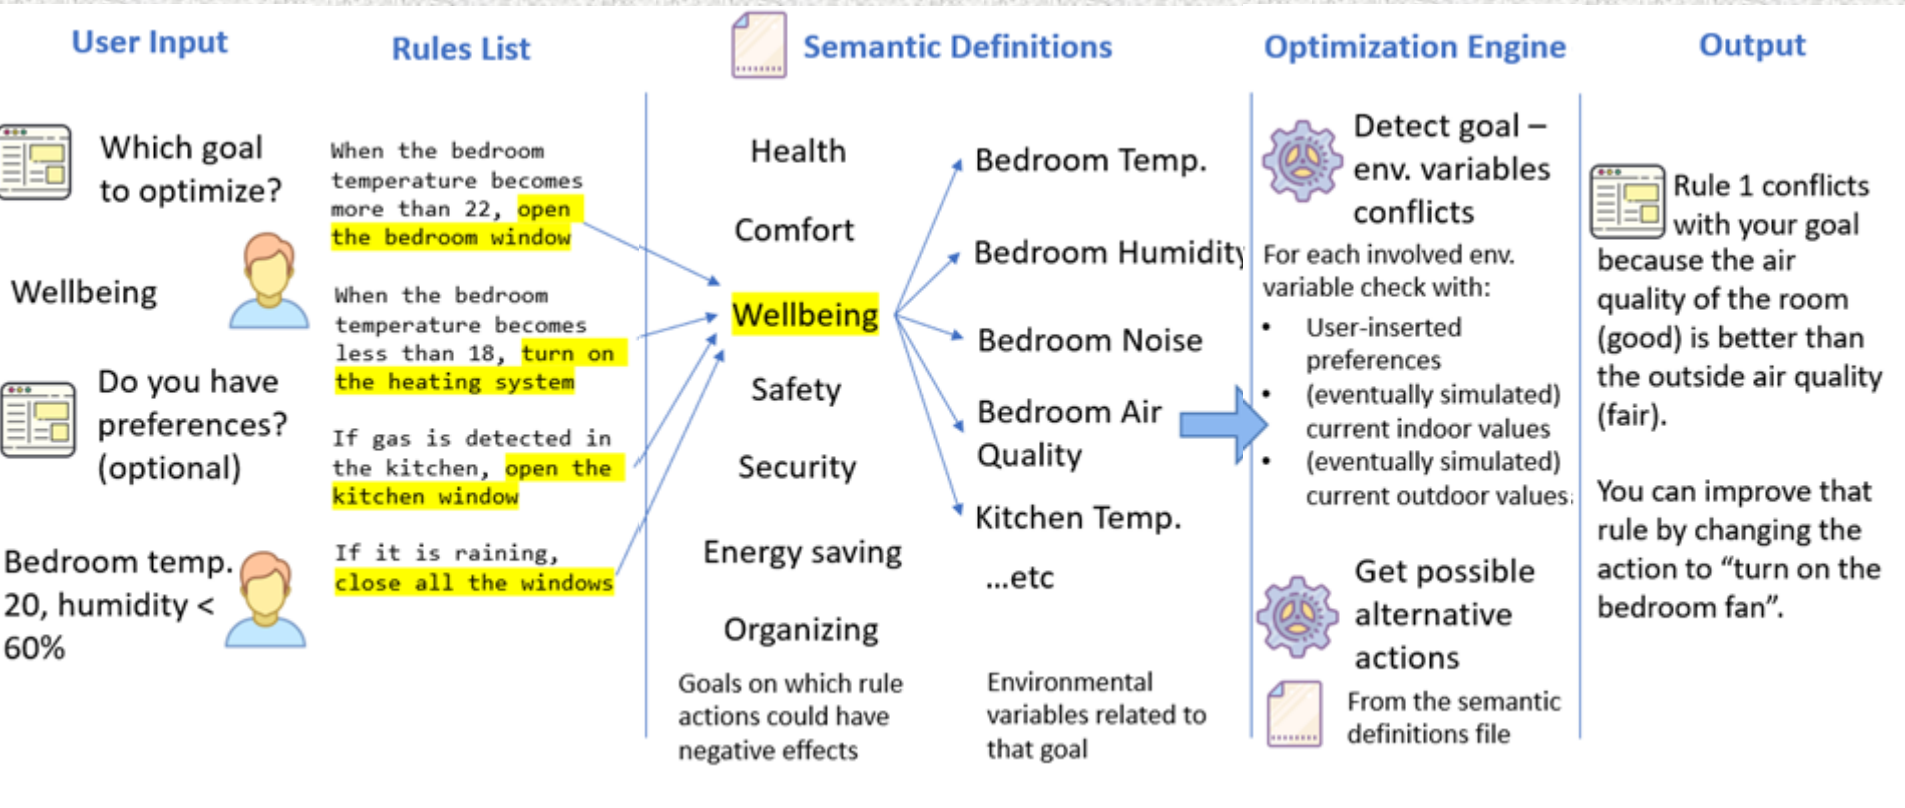 User Input
Which goal
to optimize?
Wellbeing
Do you have
preferences?
(optional)
Bedroom temp.
20, humidity <
60%
Rules List
When the bedroom
temperature becomes
more than 22, open
the bedroom window
When the bedroom
temperature becomes
less than 18, turn on
the heating system
If gas is detected in
the kitchen, open the
kitchen window
If it is raining,
close all the windows
Semantic Definitions
Health
Comfort
Wellbeing
Safety
Security
Energy saving
Organizing
Goals on which rule
actions could have
negative effects
Bedroom Temp.
Bedroom Humidity
Bedroom Noise
Bedroom Air
Quality
Kitchen Temp.
...etc
Environmental
variables related to
that goal
Optimization Engine
Detect goal –
env. variables
conflicts
For each involved env.
variable check with:
• User-inserted
preferences
• (eventually simulated)
current indoor values
• (eventually simulated)
current outdoor values.
Get possible
alternative
actions
From the semantic
definitions file
Output
Rule 1 conflicts
with your goal
because the air
quality of the room
(good) is better than
the outside air quality
(fair).
You can improve that
rule by changing the
action to “turn on the
bedroom fan”.